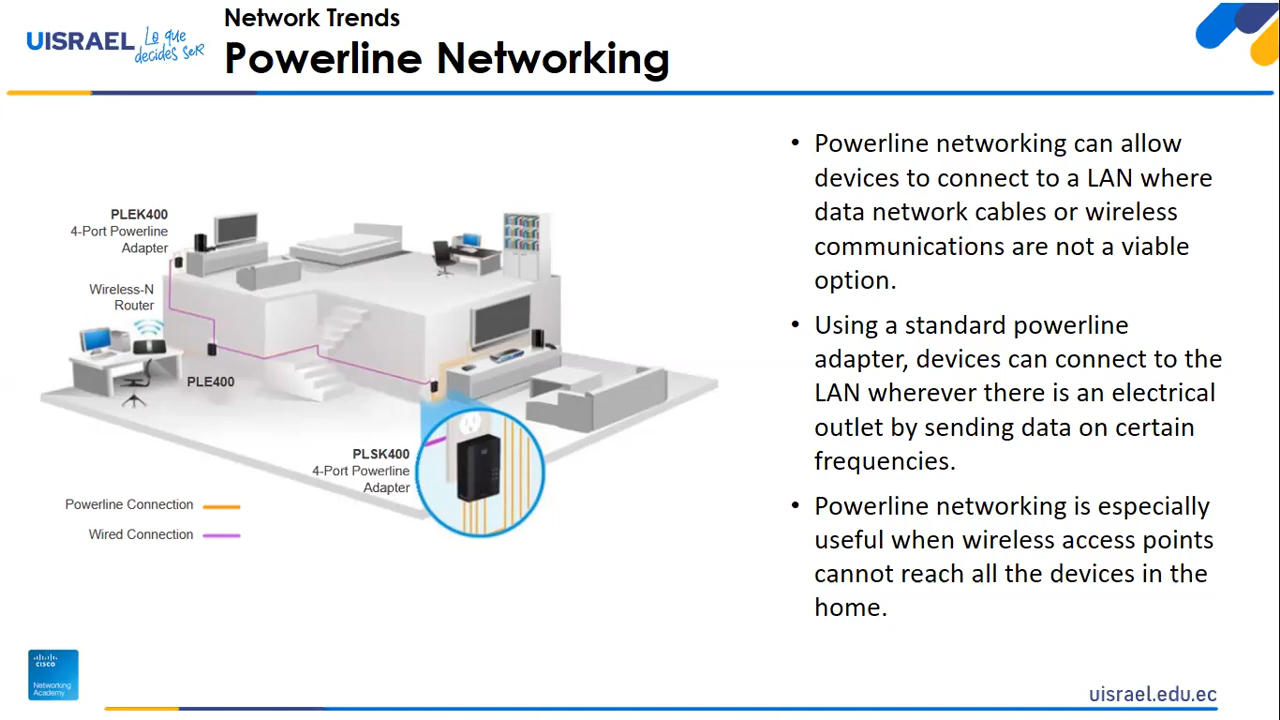 Network Trends
UISRAEL
Lo que
decides seR
Powerline Networking
• Powerline networking can allow
devices to connect to a LAN where
data network cables or wireless
communications are not a viable
option.
• Using a standard powerline
adapter, devices can connect to the
LAN wherever there is an electrical
outlet by sending data on certain
frequencies.
• Powerline networking is especially
useful when wireless access points
cannot reach all the devices in the
home.
PLEK400
4-Port Powerline
Adapter
Wireless-N
Router
PLE400
PLSK400
4-Port Powerline
Adapter
Powerline Connection
Wired Connection
CISCO
Networking
Academy
uisrael.edu.ec